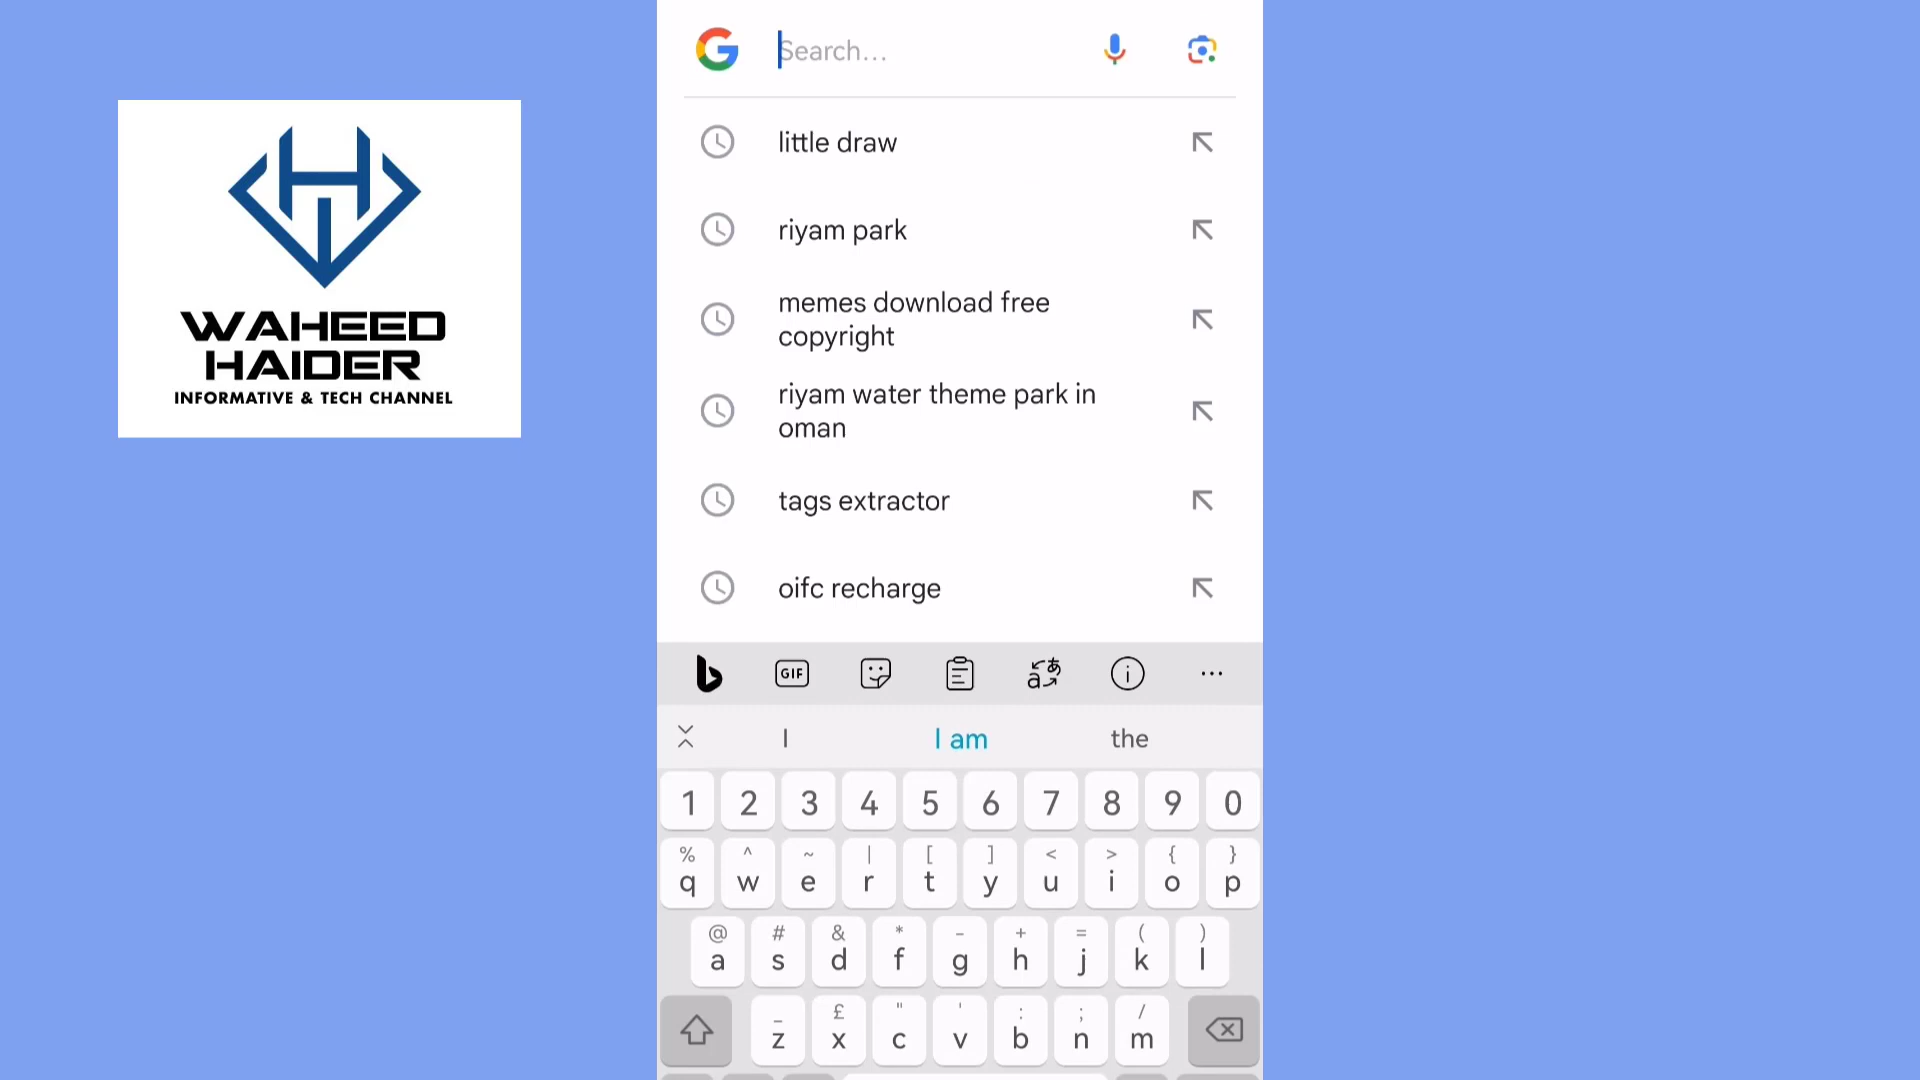 WAHEED
HAIDER
INFORMATIVE & TECH CHANNEL
Search...
little draw
riyam park
memes download free
copyright
riyam water theme park in
oman
tags extractor
oifc recharge
GIF
a あ
I
I am
the
1 2 3 4 5 6 7 8 9 0
% ^ ~ | [ ] < > { }
q w e r t y u i o p
@ # & * - + = ( )
a s d f g h j k l
_ £ " ' : ; /
z x c v b n m